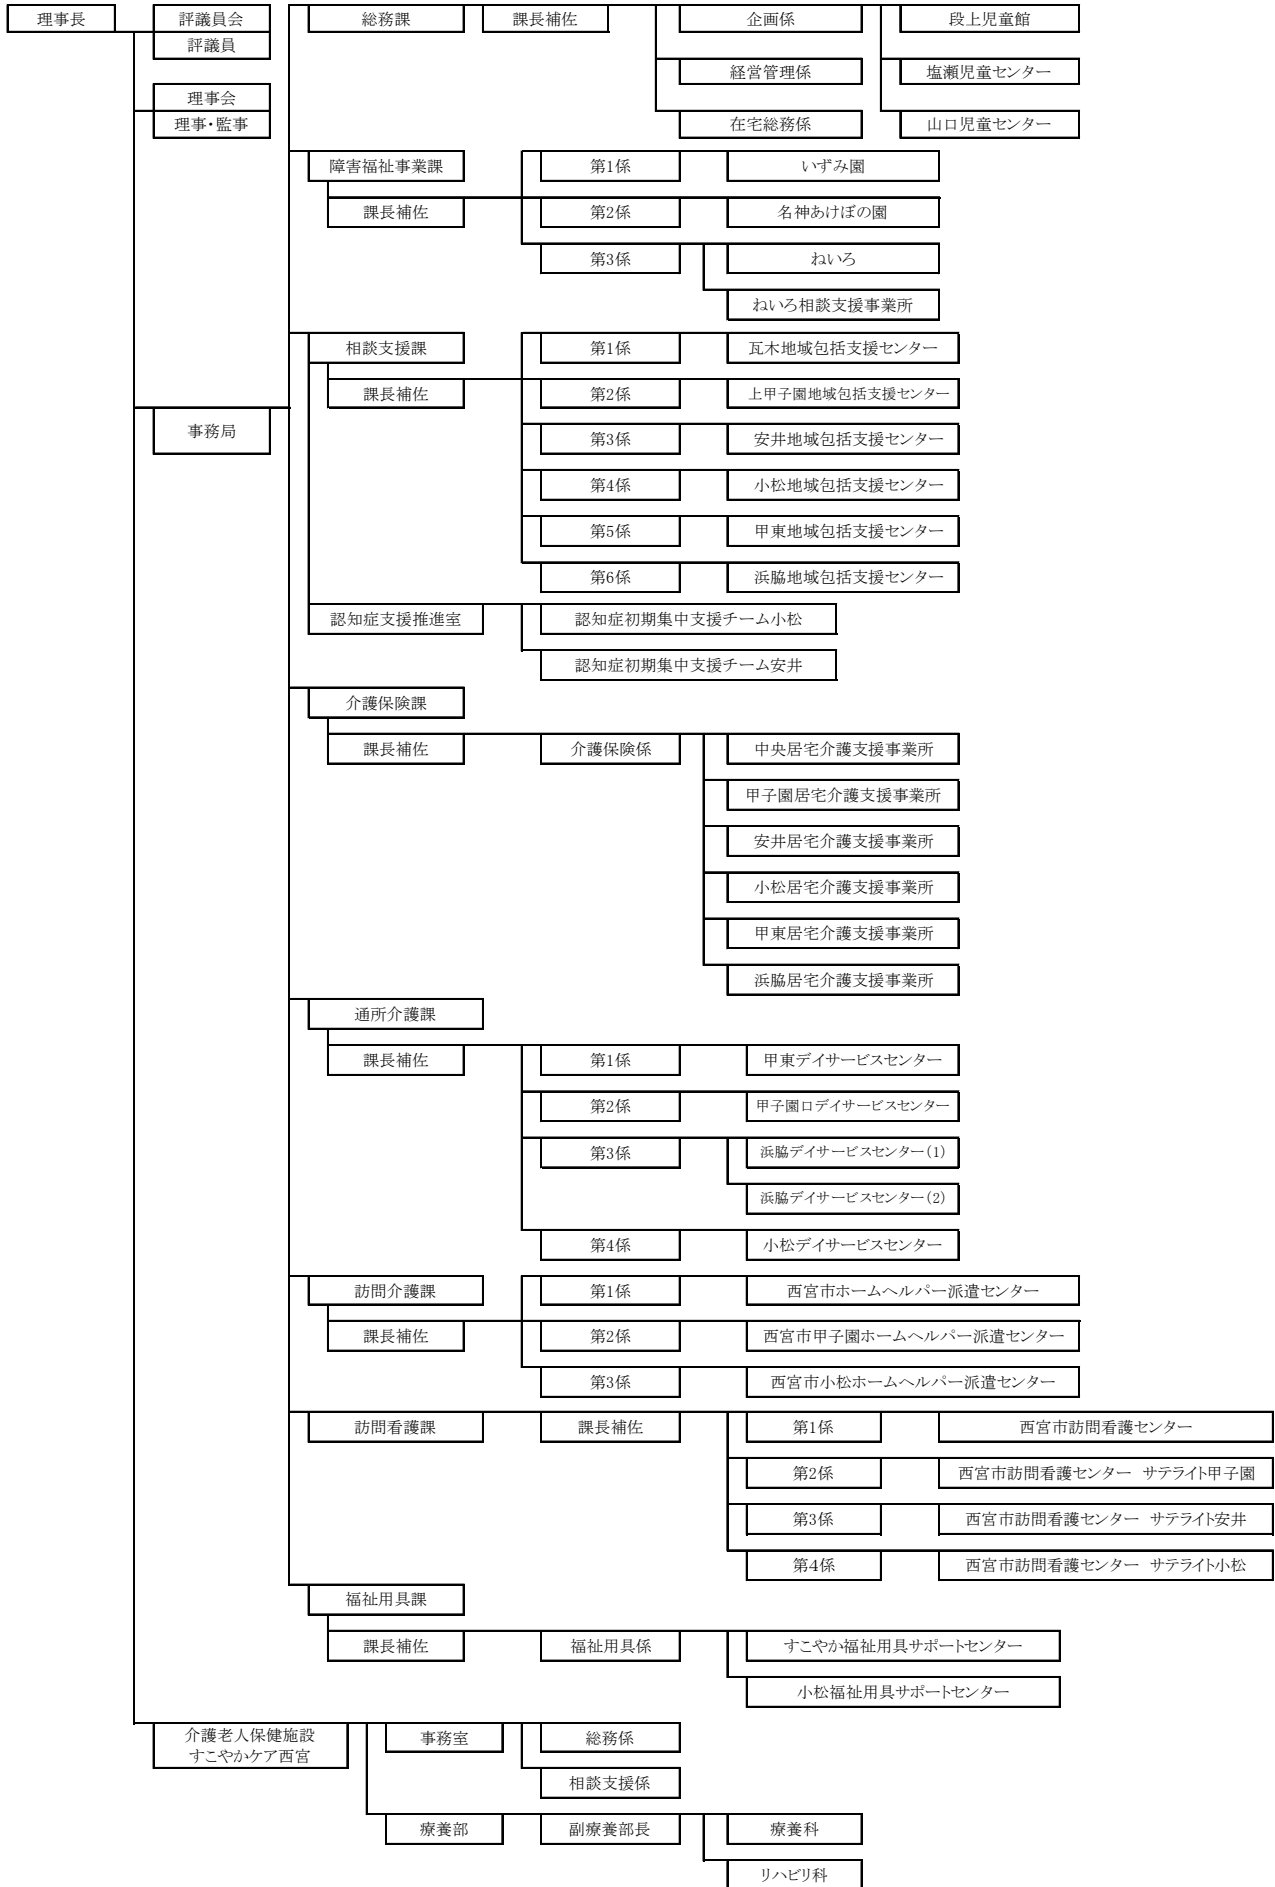 理事長
評議員会
評議員
理事会
理事・監事
総務課
課長補佐
企画係
段上児童館
経営管理係
塩瀬児童センター
在宅総務係
山口児童センター
障害福祉事業課
第1係
いずみ園
課長補佐
第2係
名神あけぼの園
第3係
ねいろ
ねいろ相談支援事業所
相談支援課
第1係
瓦木地域包括支援センター
課長補佐
第2係
上甲子園地域包括支援センター
事務局
第3係
安井地域包括支援センター
第4係
小松地域包括支援センター
第5係
甲東地域包括支援センター
第6係
浜脇地域包括支援センター
認知症支援推進室
認知症初期集中支援チーム小松
認知症初期集中支援チーム安井
介護保険課
課長補佐
介護保険係
中央居宅介護支援事業所
甲子園居宅介護支援事業所
安井居宅介護支援事業所
小松居宅介護支援事業所
甲東居宅介護支援事業所
浜脇居宅介護支援事業所
通所介護課
課長補佐
第1係
甲東デイサービスセンター
第2係
甲子園口デイサービスセンター
第3係
浜脇デイサービスセンター(1)
浜脇デイサービスセンター(2)
第4係
小松デイサービスセンター
訪問介護課
第1係
西宮市ホームヘルパー派遣センター
課長補佐
第2係
西宮市甲子園ホームヘルパー派遣センター
第3係
西宮市小松ホームヘルパー派遣センター
訪問看護課
課長補佐
第1係
西宮市訪問看護センター
第2係
西宮市訪問看護センター　サテライト甲子園
第3係
西宮市訪問看護センター　サテライト安井
第4係
西宮市訪問看護センター　サテライト小松
福祉用具課
課長補佐
福祉用具係
すこやか福祉用具サポートセンター
小松福祉用具サポートセンター
介護老人保健施設
すこやかケア西宮
事務室
総務係
相談支援係
療養部
副療養部長
療養科
リハビリ科